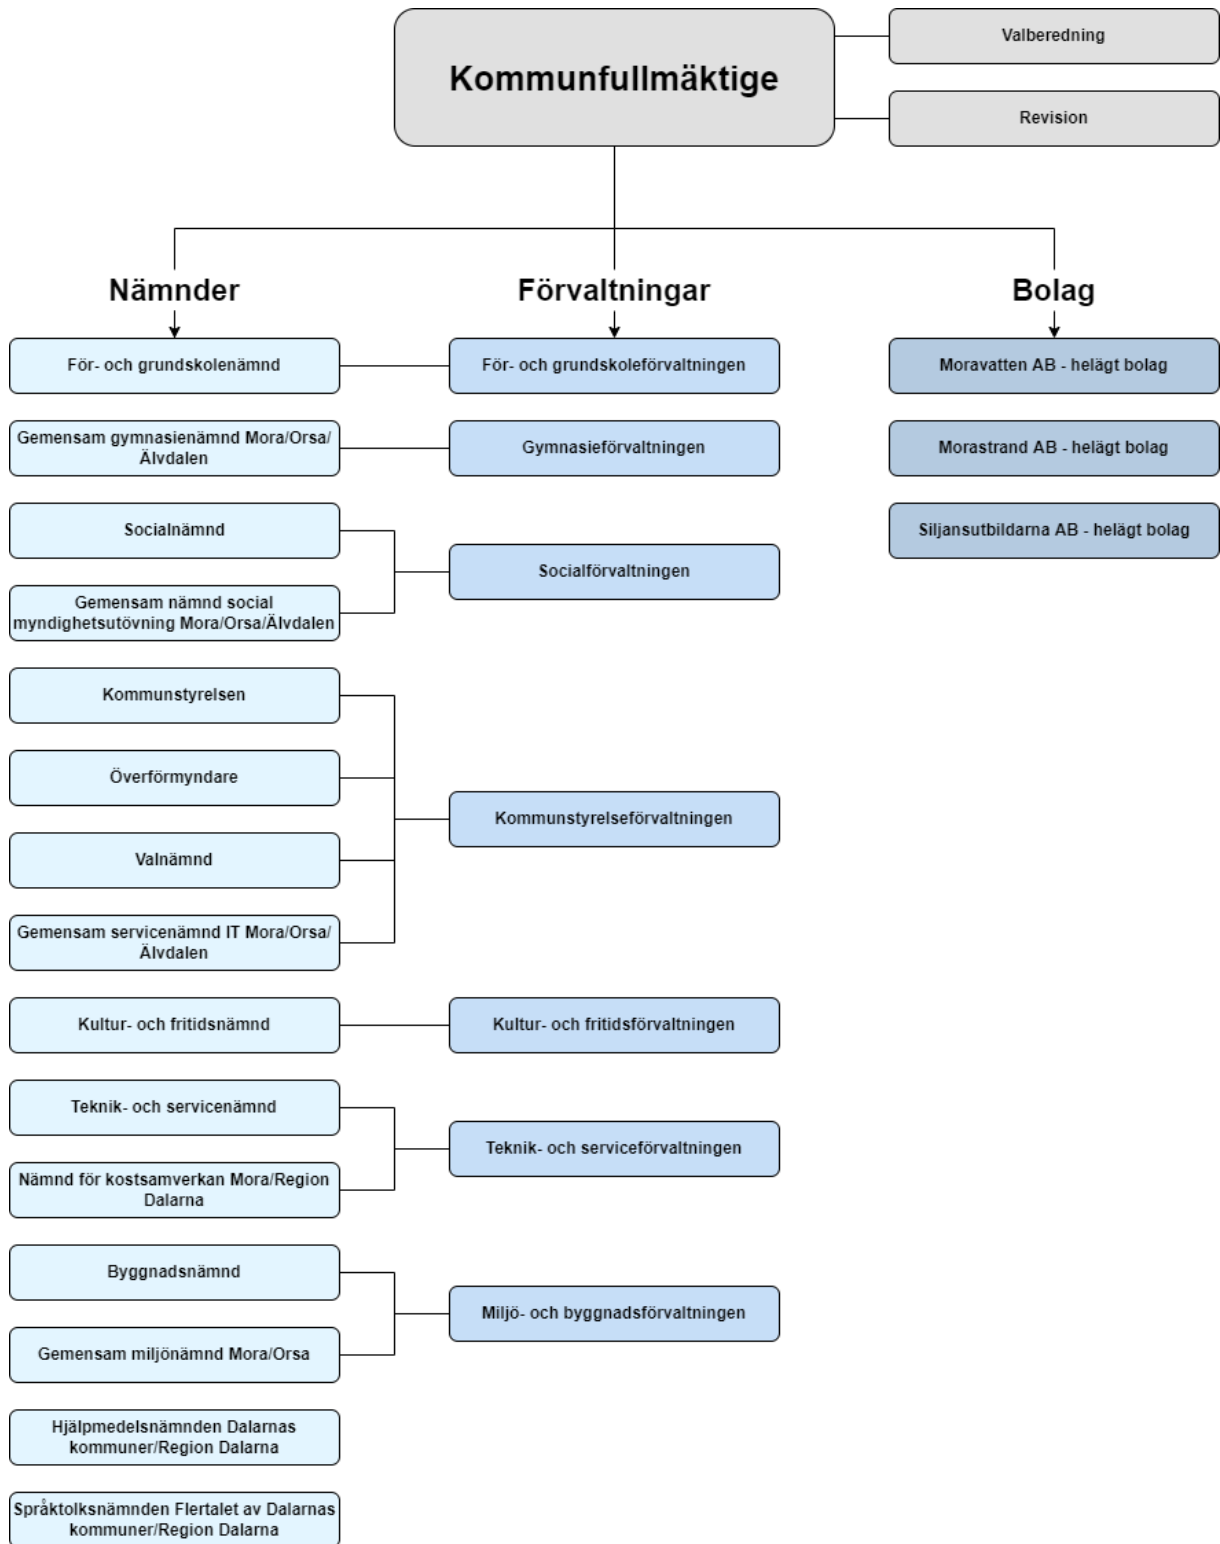 Kommunfullmäktige
Valberedning
Revision
Nämnder
Förvaltningar
Bolag
För- och grundskolenämnd
För- och grundskoleförvaltningen
Moravatten AB - helägt bolag
Gemensam gymnasienämnd Mora/Orsa/
Älvdalen
Gymnasieförvaltningen
Morastrand AB - helägt bolag
Socialnämnd
Siljansutbildarna AB - helägt bolag
Socialförvaltningen
Gemensam nämnd social
myndighetsutövning Mora/Orsa/Älvdalen
Kommunstyrelsen
Överförmyndare
Kommunstyrelseförvaltningen
Valnämnd
Gemensam servicenämnd IT Mora/Orsa/
Älvdalen
Kultur- och fritidsnämnd
Kultur- och fritidsförvaltningen
Teknik- och servicenämnd
Teknik- och serviceförvaltningen
Nämnd för kostsamverkan Mora/Region
Dalarna
Byggnadsnämnd
Miljö- och byggnadsförvaltningen
Gemensam miljönämnd Mora/Orsa
Hjälpmedelsnämnden Dalarnas
kommuner/Region Dalarna
Språktolksnämnden Flertalet av Dalarnas
kommuner/Region Dalarna